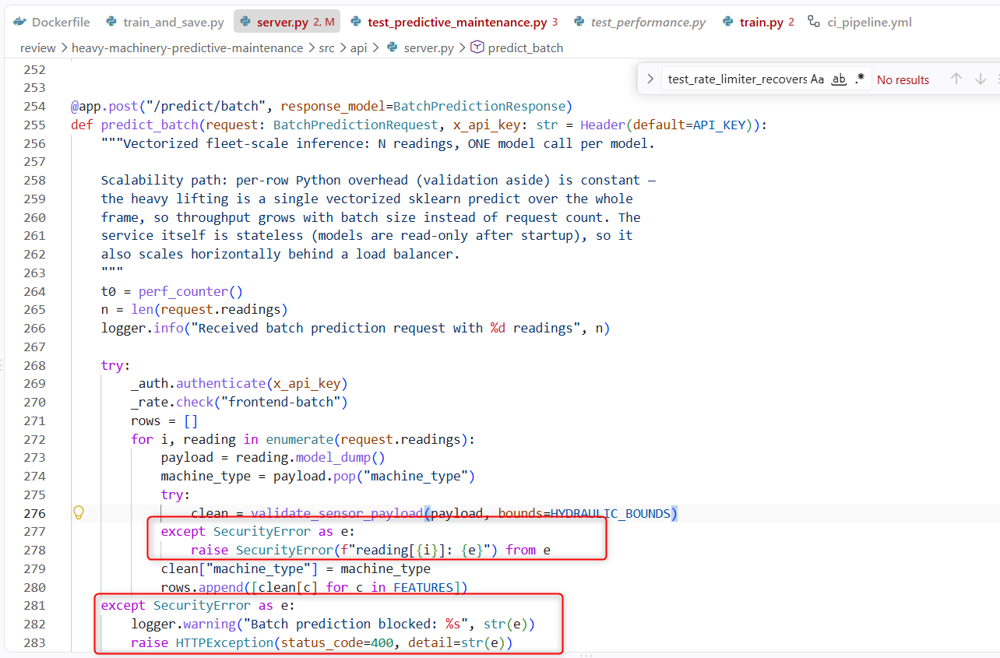 Dockerfile train_and_save.py server.py 2, M test_predictive_maintenance.py 3 test_performance.py train.py 2 ci_pipeline.yml
review > heavy-machinery-predictive-maintenance > src > api > server.py > predict_batch
test_rate_limiter_recovers Aa ab .* No results
252
253
254 @app.post("/predict/batch", response_model=BatchPredictionResponse)
255 def predict_batch(request: BatchPredictionRequest, x_api_key: str = Header(default=API_KEY)):
256 """Vectorized fleet-scale inference: N readings, ONE model call per model.
257
258 Scalability path: per-row Python overhead (validation aside) is constant —
259 the heavy lifting is a single vectorized sklearn predict over the whole
260 frame, so throughput grows with batch size instead of request count. The
261 service itself is stateless (models are read-only after startup), so it
262 also scales horizontally behind a load balancer.
263 """
264 t0 = perf_counter()
265 n = len(request.readings)
266 logger.info("Received batch prediction request with %d readings", n)
267
268 try:
269 _auth.authenticate(x_api_key)
270 _rate.check("frontend-batch")
271 rows = []
272 for i, reading in enumerate(request.readings):
273 payload = reading.model_dump()
274 machine_type = payload.pop("machine_type")
275 try:
276 clean = validate_sensor_payload(payload, bounds=HYDRAULIC_BOUNDS)
277 except SecurityError as e:
278 raise SecurityError(f"reading[{i}]: {e}") from e
279 clean["machine_type"] = machine_type
280 rows.append([clean[c] for c in FEATURES])
281 except SecurityError as e:
282 logger.warning("Batch prediction blocked: %s", str(e))
283 raise HTTPException(status_code=400, detail=str(e))